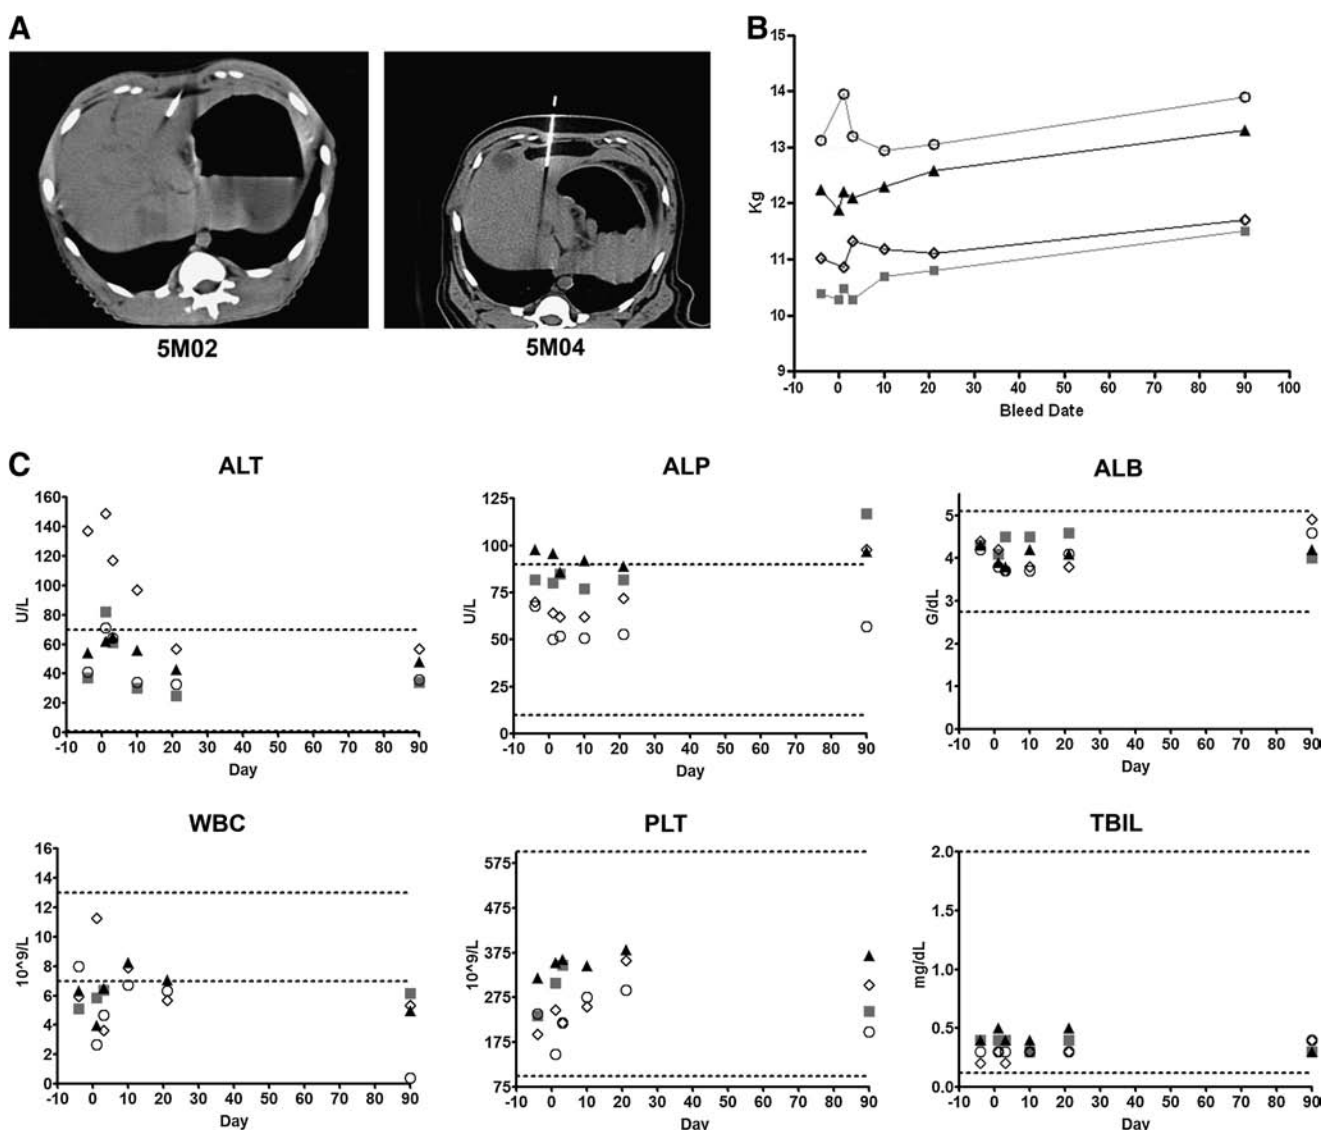 A
5M02
5M04
B
15
14
13
12
11
10
9
Kg
-10 0 10 20 30 40 50 60 70 80 90 100
Bleed Date
C
ALT
160
140
120
100
80
60
40
20
0
U/L
-10 0 10 20 30 40 50 60 70 80 90
Day
ALP
125
100
75
50
25
0
U/L
-10 0 10 20 30 40 50 60 70 80 90
Day
ALB
5
4
3
2
1
0
G/dL
-10 0 10 20 30 40 50 60 70 80 90
Day
WBC
16
14
12
10
8
6
4
2
0
10^9/L
-10 0 10 20 30 40 50 60 70 80 90
Day
PLT
575
475
375
275
175
75
10^9/L
-10 0 10 20 30 40 50 60 70 80 90
Day
TBIL
2.0
1.5
1.0
0.5
0.0
mg/dL
-10 0 10 20 30 40 50 60 70 80 90
Day